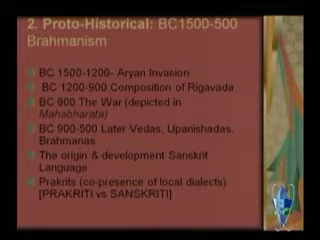 2. Proto-Historical: BC1500-500
Brahmanism
BC 1500-1200- Aryan Invasion
BC 1200-900 Composition of Rigavada
BC 900 The War (depicted in
Mahabharata)
BC 900-500 Later Vedas, Upanishadas,
Brahmanas
The origin & development Sanskrit
Language
Prakrits (co-presence of local dialects)
[PRAKRITI vs SANSKRITI]